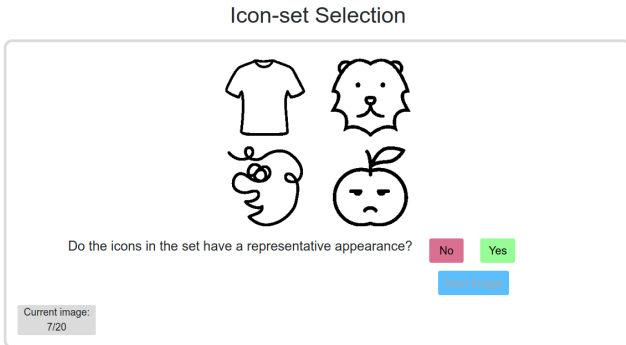 Icon-set Selection
Do the icons in the set have a representative appearance?
No
Yes
Current image:
7/20